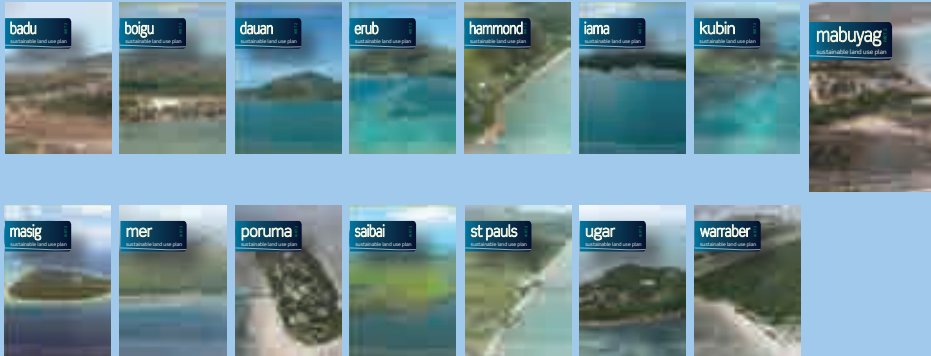 badu
sustainable land use plan
boigu
sustainable land use plan
dauan
sustainable land use plan
erub
sustainable land use plan
hammond
sustainable land use plan
iama
sustainable land use plan
kubin
sustainable land use plan
mabuyag
sustainable land use plan
masig
sustainable land use plan
mer
sustainable land use plan
poruma
sustainable land use plan
saibai
sustainable land use plan
st pauls
sustainable land use plan
ugar
sustainable land use plan
warraber
sustainable land use plan